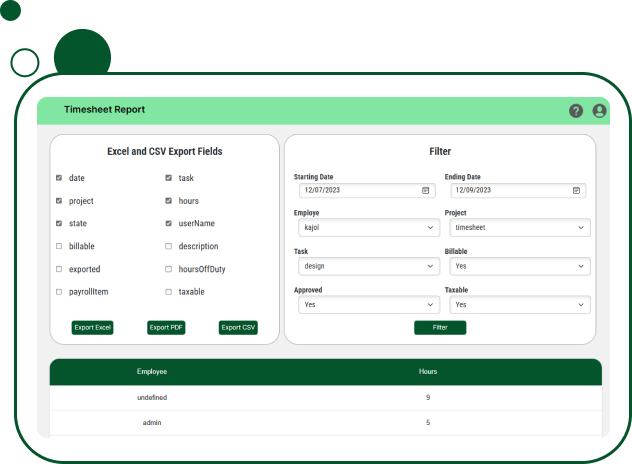 Timesheet Report
?
Excel and CSV Export Fields
date
task
project
hours
state
userName
billable
description
exported
hoursOffDuty
payrollItem
taxable
Export Excel
Export PDF
Export CSV
Filter
Starting Date
Ending Date
12/07/2023
12/09/2023
Employe
Project
kajol
timesheet
Task
Billable
design
Yes
Approved
Taxable
Yes
Yes
Filter
Employee
Hours
undefined
9
admin
5